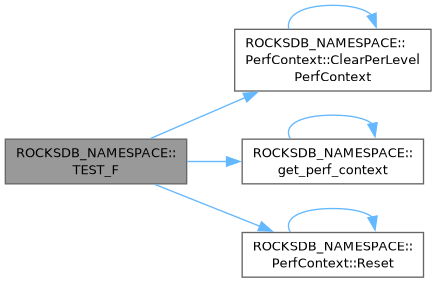 ROCKSDB_NAMESPACE::
PerfContext::ClearPerLevel
PerfContext
ROCKSDB_NAMESPACE::
TEST_F
ROCKSDB_NAMESPACE::
get_perf_context
ROCKSDB_NAMESPACE::
PerfContext::Reset